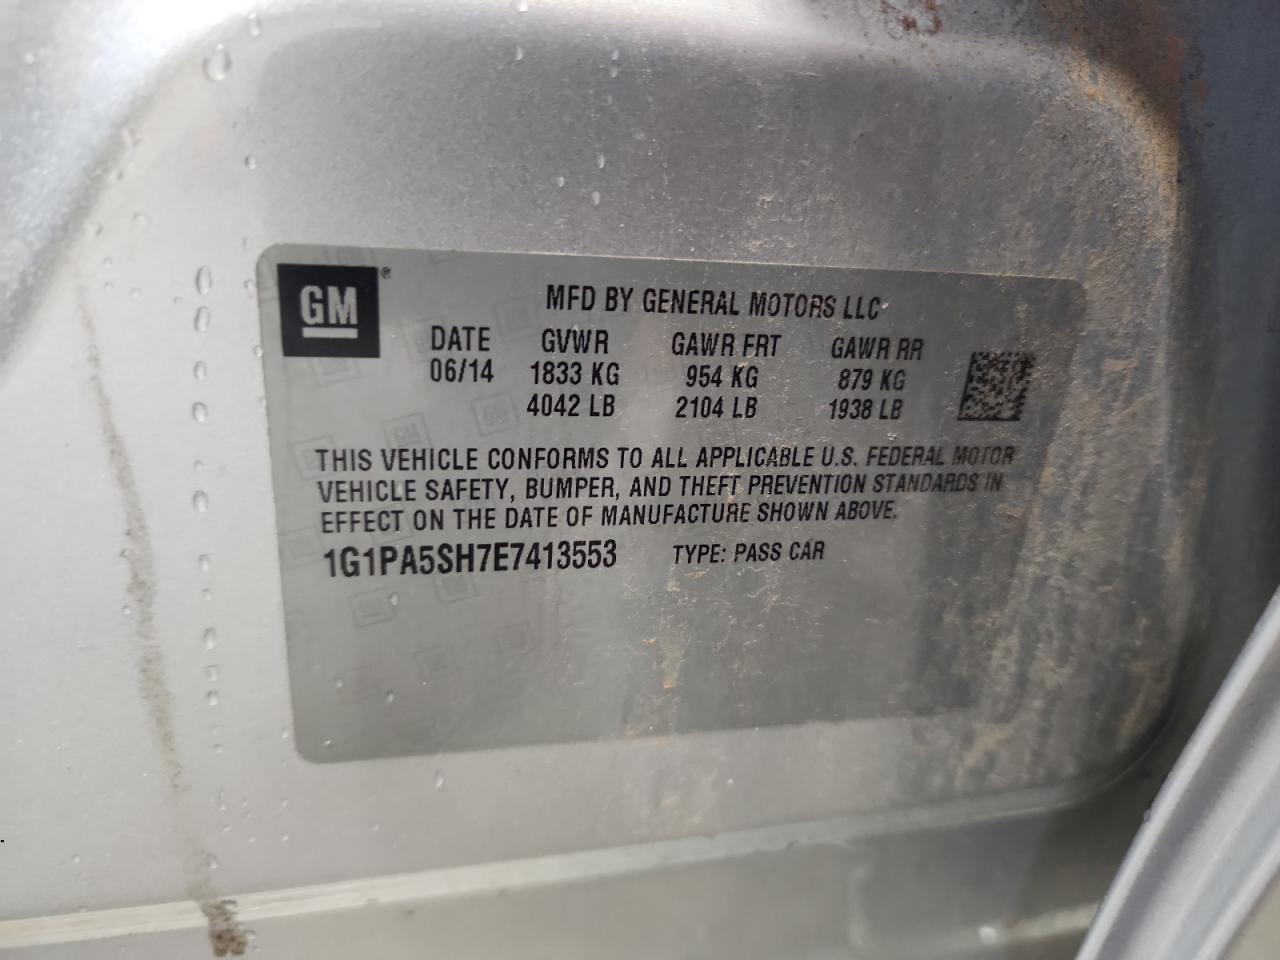 GM®
MFD BY GENERAL MOTORS LLC
DATE GVWR GAWR FRT GAWR RR
06/14 1833 KG 954 KG 879 KG
4042 LB 2104 LB 1938 LB
THIS VEHICLE CONFORMS TO ALL APPLICABLE U.S. FEDERAL MOTOR
VEHICLE SAFETY, BUMPER, AND THEFT PREVENTION STANDARDS IN
EFFECT ON THE DATE OF MANUFACTURE SHOWN ABOVE.
1G1PA5SH7E7413553 TYPE: PASS CAR